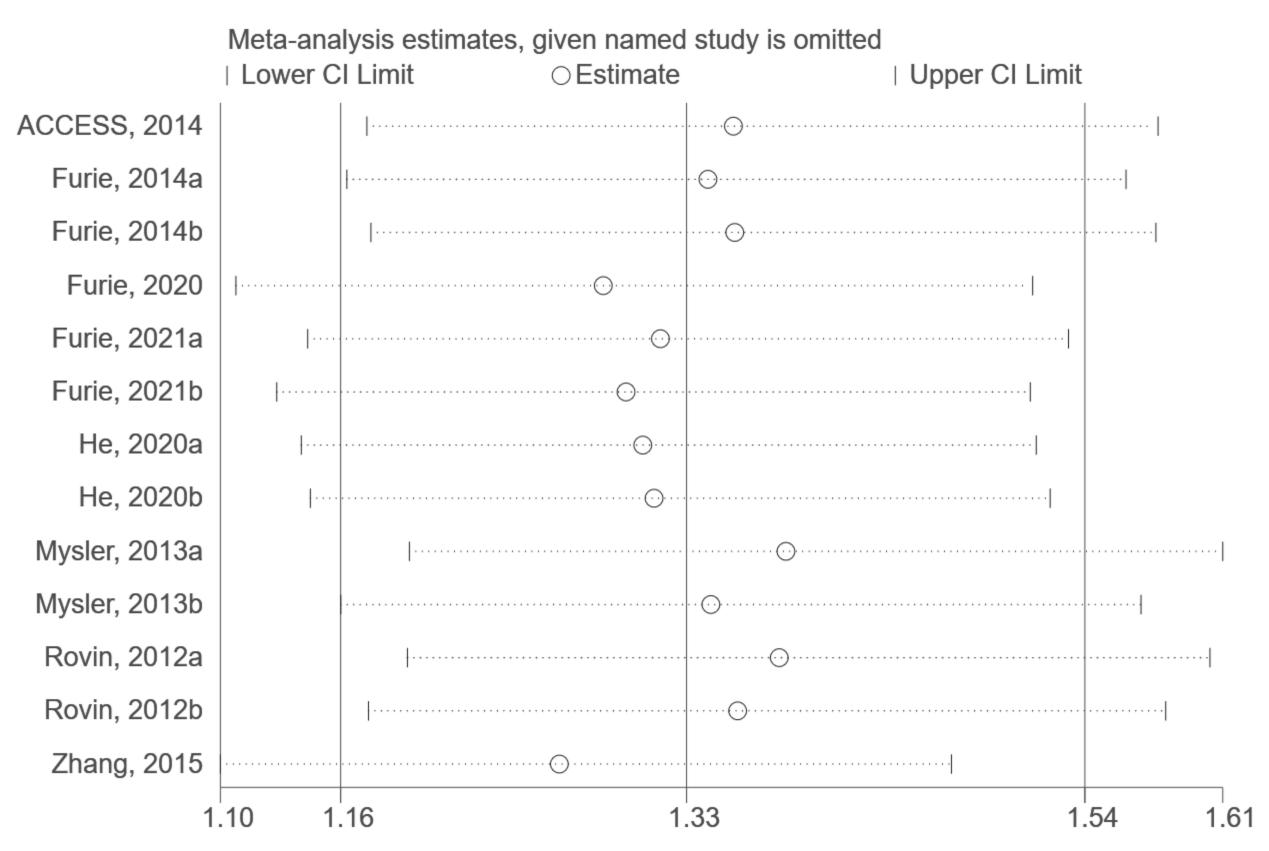 Meta-analysis estimates, given named study is omitted
| Lower CI Limit ○ Estimate | Upper CI Limit
ACCESS, 2014
Furie, 2014a
Furie, 2014b
Furie, 2020
Furie, 2021a
Furie, 2021b
He, 2020a
He, 2020b
Mysler, 2013a
Mysler, 2013b
Rovin, 2012a
Rovin, 2012b
Zhang, 2015
1.10 1.16 1.33 1.54 1.61